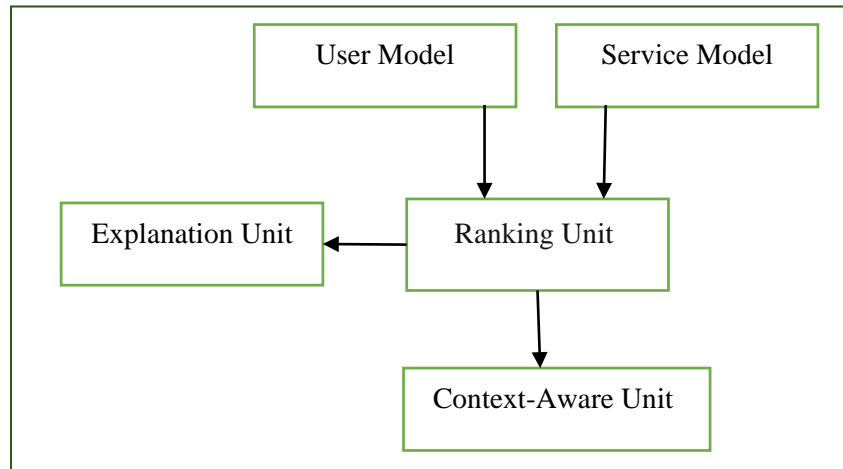 User Model
Service Model
Explanation Unit
Ranking Unit
Context-Aware Unit